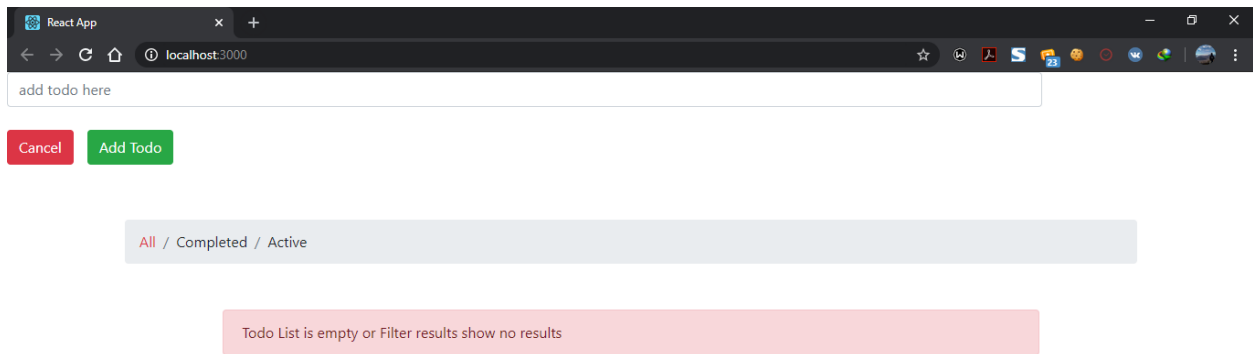 React App
localhost:3000
23
add todo here
Cancel Add Todo
All / Completed / Active
Todo List is empty or Filter results show no results